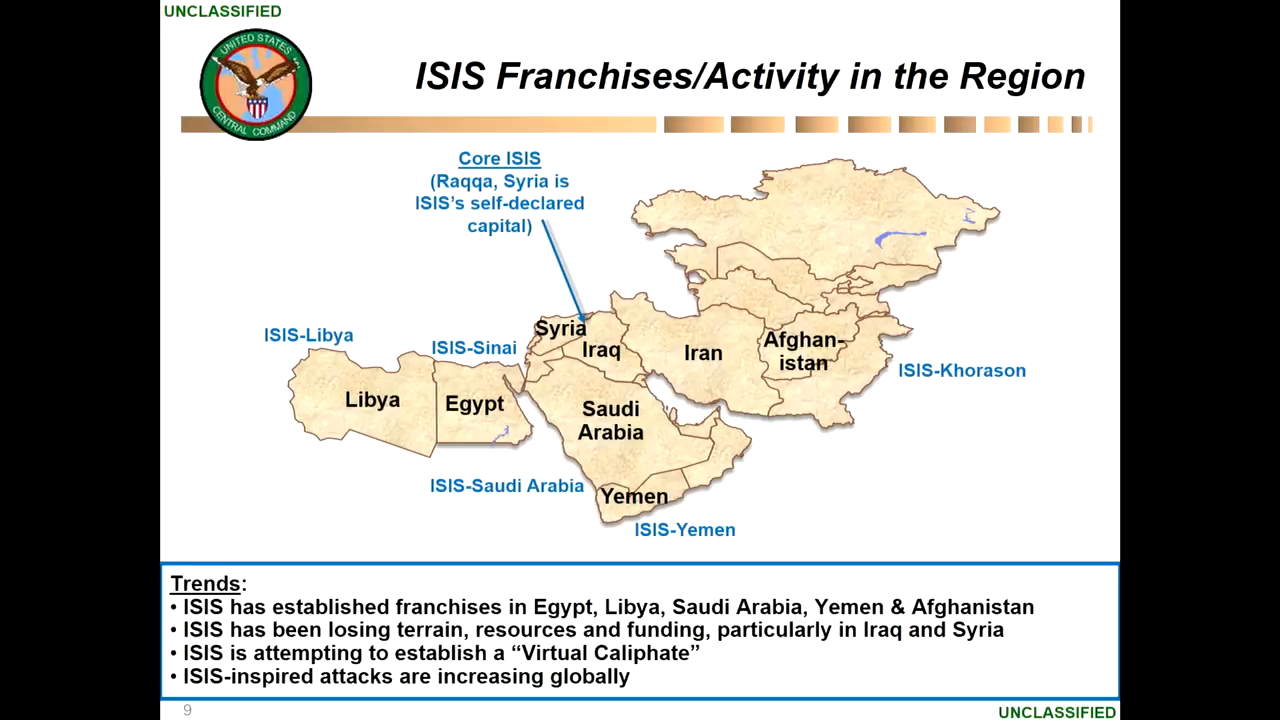 UNCLASSIFIED
UNITED STATES
CENTRAL COMMAND
ISIS Franchises/Activity in the Region
Core ISIS
(Raqqa, Syria is
ISIS's self-declared
capital)
ISIS-Libya
ISIS-Sinai
Syria
Iraq
Iran
Afghan-
istan
ISIS-Khorason
Libya
Egypt
Saudi
Arabia
ISIS-Saudi Arabia
Yemen
ISIS-Yemen
Trends:
• ISIS has established franchises in Egypt, Libya, Saudi Arabia, Yemen & Afghanistan
• ISIS has been losing terrain, resources and funding, particularly in Iraq and Syria
• ISIS is attempting to establish a “Virtual Caliphate”
• ISIS-inspired attacks are increasing globally
9
UNCLASSIFIED